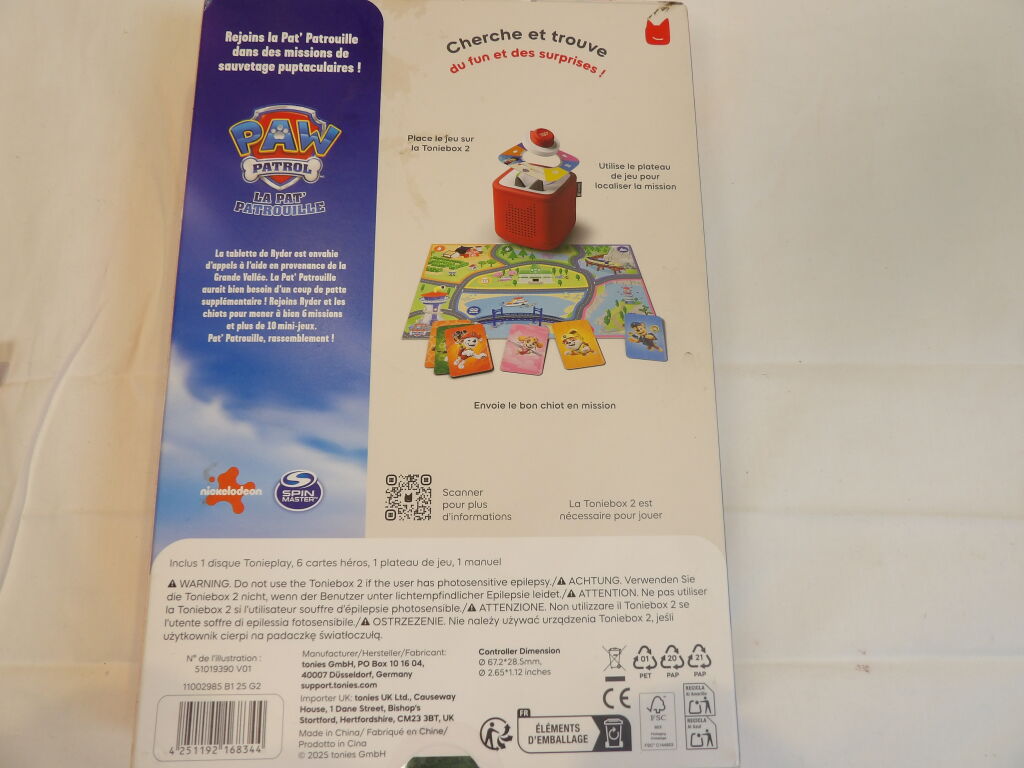 Rejoins la Pat' Patrouille
dans des missions de
sauvetage puptaculaires !
PAW
PATROL
LA PAT'
PATROUILLE
La tablette de Ryder est envahie
d'appels à l'aide en provenance de la
Grande Vallée. La Pat' Patrouille
aurait bien besoin d'un coup de patte
supplémentaire ! Rejoins Ryder et les
chiots pour mener à bien 6 missions
et plus de 10 mini-jeux.
Pat' Patrouille, rassemblement !
nickelodeon
SPIN
MASTER
Cherche et trouve
du fun et des surprises !
Place le jeu sur
la Toniebox 2
Utilise le plateau
de jeu pour
localiser la mission
Envoie le bon chiot en mission
Scanner
pour plus
d'informations
La Toniebox 2 est
nécessaire pour jouer
Inclus 1 disque Tonieplay, 6 cartes héros, 1 plateau de jeu, 1 manuel
⚠ WARNING. Do not use the Toniebox 2 if the user has photosensitive epilepsy./⚠ ACHTUNG. Verwenden Sie
die Toniebox 2 nicht, wenn der Benutzer unter lichtempfindlicher Epilepsie leidet./⚠ ATTENTION. Ne pas utiliser
la Toniebox 2 si l'utilisateur souffre d'épilepsie photosensible./⚠ ATTENZIONE. Non utilizzare il Toniebox 2 se
l'utente soffre di epilessia fotosensibile./⚠ OSTRZEŻENIE. Nie należy używać urządzenia Toniebox 2, jeśli
użytkownik cierpi na padaczkę światłoczułą.
N° de l'illustration :
51019390 V01
11002985 B1 25 G2
4 251192 168344
Manufacturer/Hersteller/Fabricant:
tonies GmbH, PO Box 10 16 04,
40007 Düsseldorf, Germany
support.tonies.com
Importer UK: tonies UK Ltd., Causeway
House, 1 Dane Street, Bishop's
Stortford, Hertfordshire, CM23 3BT, UK
Made in China/ Fabriqué en Chine/
Prodotto in Cina
© 2025 tonies GmbH
Controller Dimension
Ø 67.2*28.5mm,
Ø 2.65*1.12 inches
01
PET
20
PAP
21
PAP
CE
FR
ÉLÉMENTS
D'EMBALLAGE
FSC
MIX
RECICLA
Al Amarillo
RECICLA
Al Azul